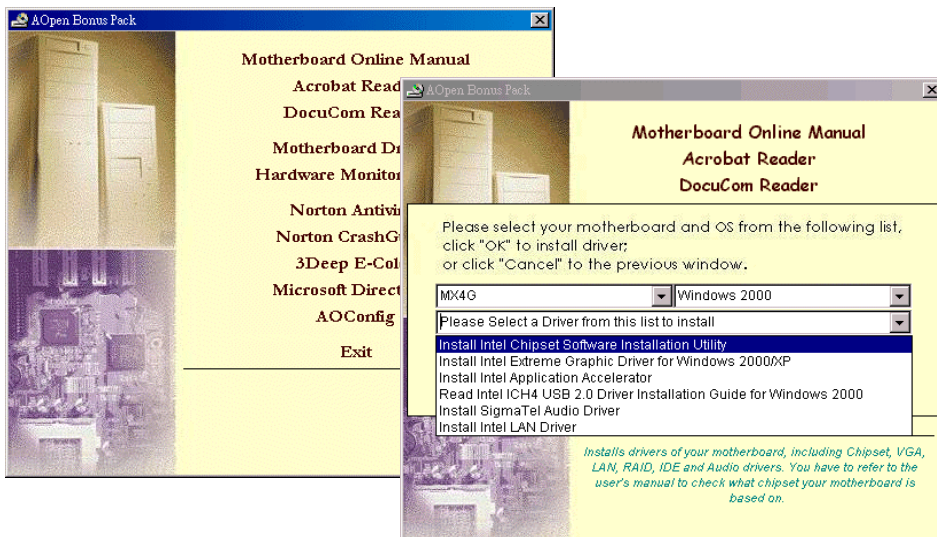 AOpen Bonus Pack
Motherboard Online Manual
Acrobat Read
DocuCom Rea
Motherboard Dr
Hardware Monitor
Norton Antivir
Norton CrashGu
3Deep E-Col
Microsoft Direct
AOConfig
Exit
AOpen Bonus Pack
Motherboard Online Manual
Acrobat Reader
DocuCom Reader
Please select your motherboard and OS from the following list,
click "OK" to install driver;
or click "Cancel" to the previous window.
MX4G
Windows 2000
Please Select a Driver from this list to install
Install Intel Chipset Software Installation Utility
Install Intel Extreme Graphic Driver for Windows 2000/XP
Install Intel Application Accelerator
Read Intel ICH4 USB 2.0 Driver Installation Guide for Windows 2000
Install SigmaTel Audio Driver
Install Intel LAN Driver
Installs drivers of your motherboard, including Chipset, VGA,
LAN, RAID, IDE and Audio drivers. You have to refer to the
user's manual to check what chipset your motherboard is
based on.